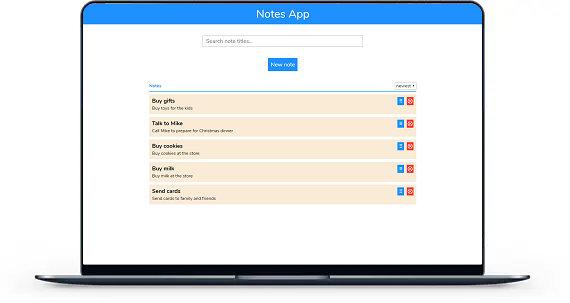 Notes App
Search note titles...
New note
Notes
newest
Buy gifts
Buy toys for the kids
Talk to Mike
Call Mike to prepare for Christmas dinner
Buy cookies
Buy cookies at the store
Buy milk
Buy milk at the store
Send cards
Send cards to family and friends